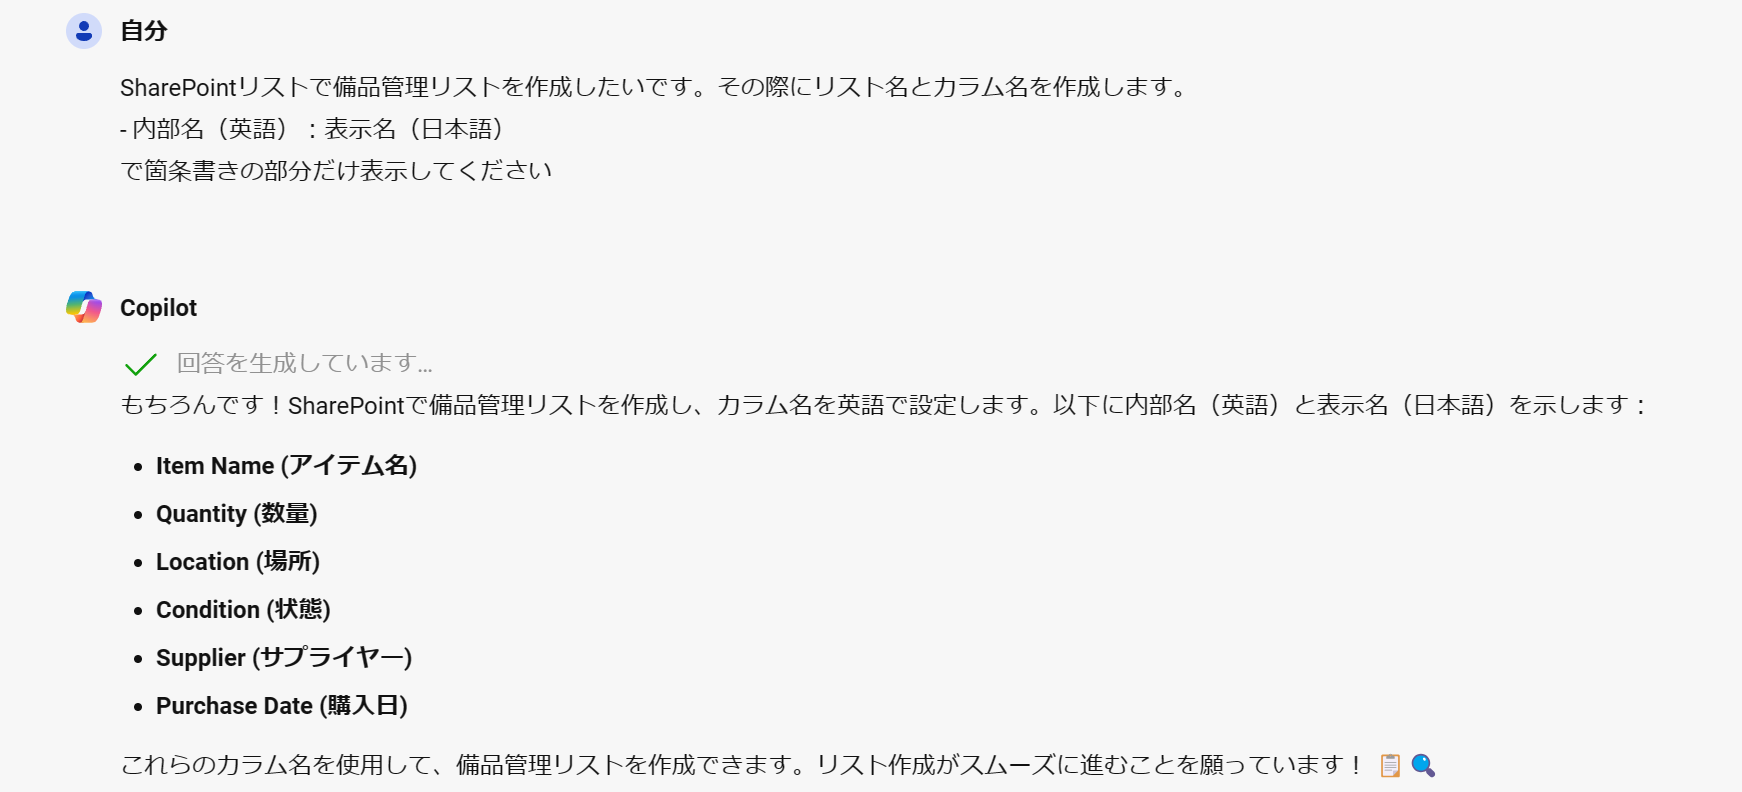 自分
SharePointリストで備品管理リストを作成したいです。その際にリスト名とカラム名を作成します。
- 内部名（英語）：表示名（日本語）
で箇条書きの部分だけ表示してください
Copilot
回答を生成しています...
もちろんです！SharePointで備品管理リストを作成し、カラム名を英語で設定します。以下に内部名（英語）と表示名（日本語）を示します：
• Item Name (アイテム名)
• Quantity (数量)
• Location (場所)
• Condition (状態)
• Supplier (サプライヤー)
• Purchase Date (購入日)
これらのカラム名を使用して、備品管理リストを作成できます。リスト作成がスムーズに進むことを願っています！ 📋🔍